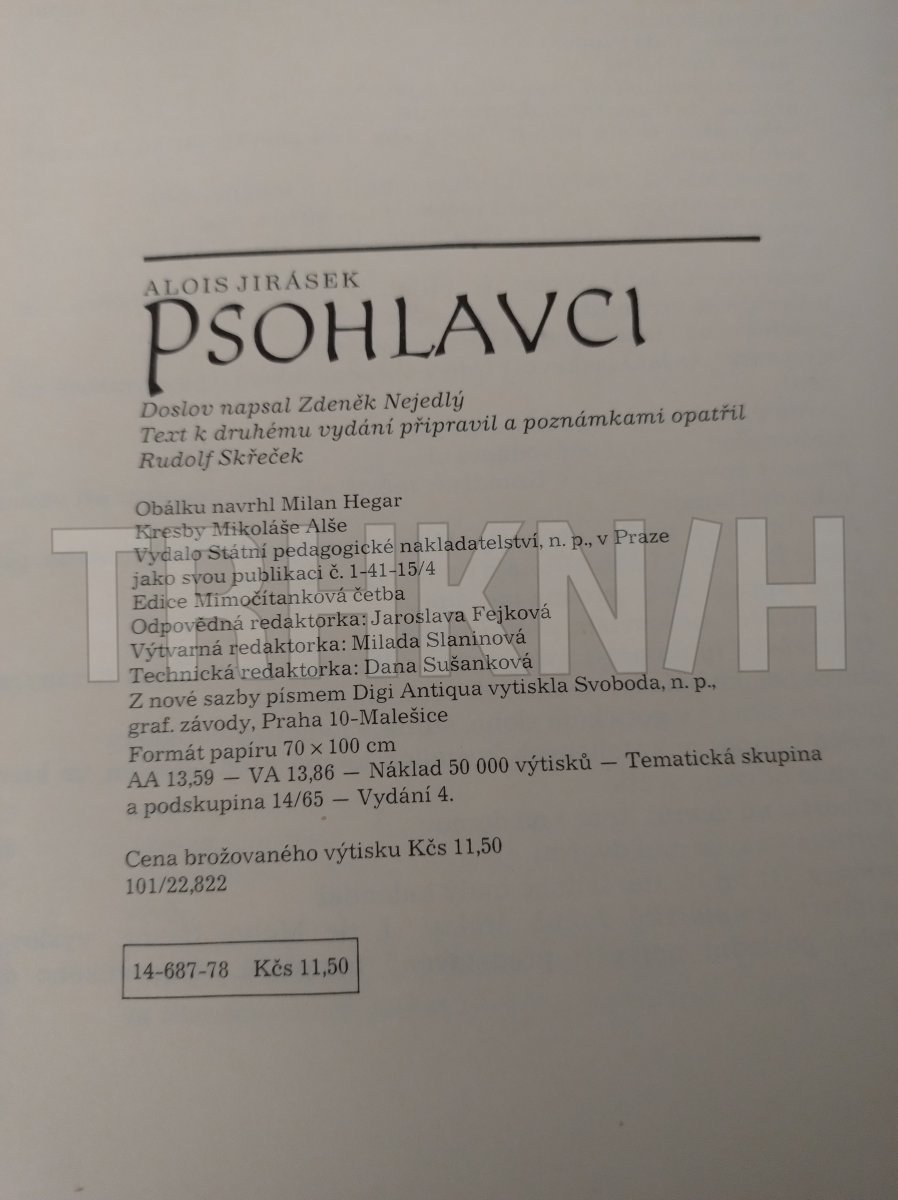 ALOIS JIRÁSEK
PSOHLAVCI
Doslov napsal Zdeněk Nejedlý
Text k druhému vydání připravil a poznámkami opatřil
Rudolf Skřeček
Obálku navrhl Milan Hegar
Kresby Mikoláše Alše
Vydalo Státní pedagogické nakladatelství, n. p., v Praze
jako svou publikaci č. 1-41-15/4
Edice Mimočítanková četba
Odpovědná redaktorka: Jaroslava Fejková
Výtvarná redaktorka: Milada Slaninová
Technická redaktorka: Dana Sušanková
Z nové sazby písmem Digi Antiqua vytiskla Svoboda, n. p.,
graf. závody, Praha 10-Malešice
Formát papíru 70 × 100 cm
AA 13,59 — VA 13,86 — Náklad 50 000 výtisků — Tematická skupina
a podskupina 14/65 — Vydání 4.
Cena brožovaného výtisku Kčs 11,50
101/22,822
14-687-78 Kčs 11,50
TRHKN/H